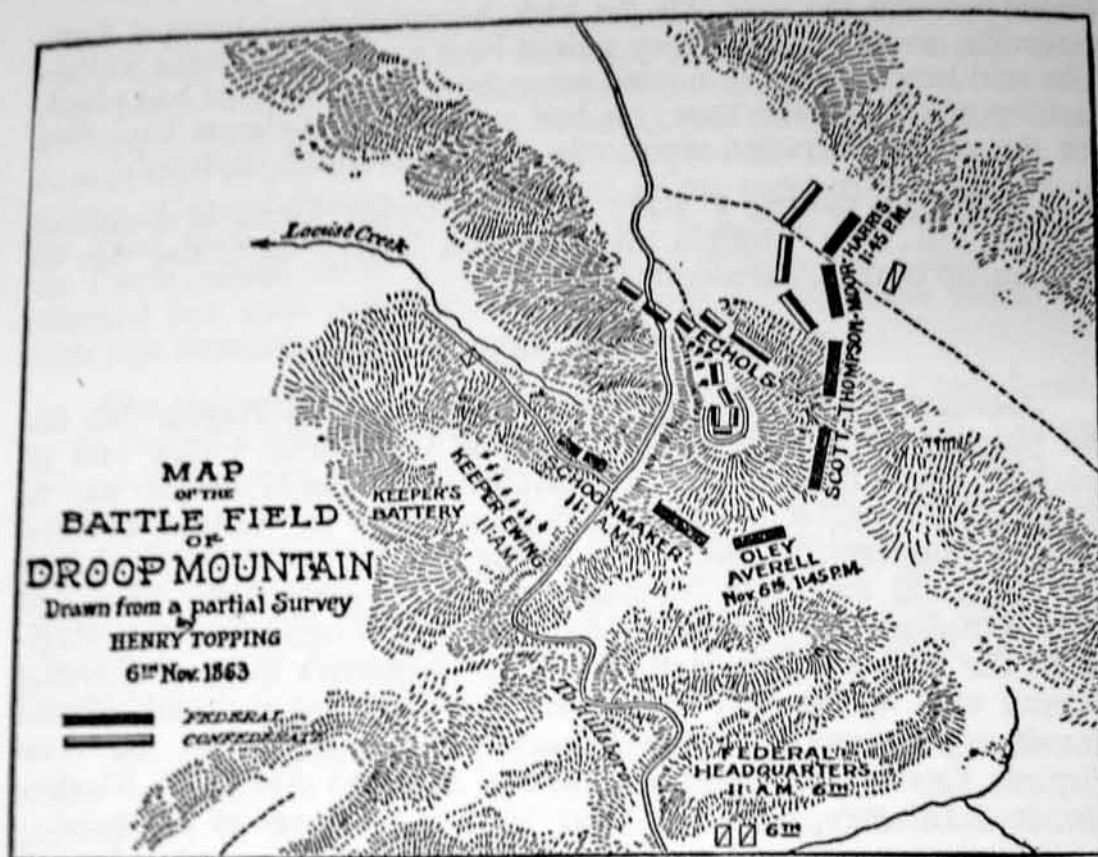 MAP
OF THE
BATTLE FIELD
OF
DROOP MOUNTAIN
Drawn from a partial Survey
by
HENRY TOPPING
6TH Nov. 1863
FEDERAL
CONFEDERATE
Locust Creek
HARRIS
1:45 P.M.
SCOTT-THOMPSON-MOOR
ECHOLS
KEEPER'S
BATTERY
KEEPER EWING
11 A.M.
SCHOONMAKER
11 A.M.
OLEY
AVERELL
Nov. 6th, 1:45 P.M.
To Hillsboro
FEDERAL
HEADQUARTERS
11 A.M. 6TH
6TH